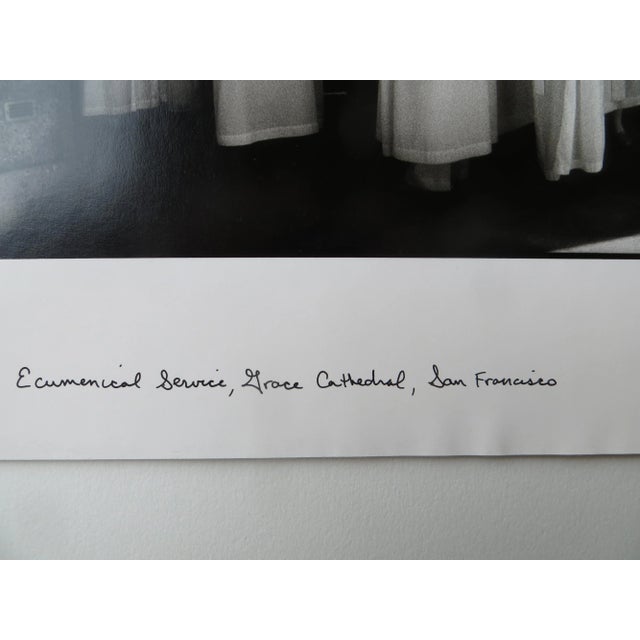 Ecumenical Service, Grace Cathedral, San Francisco